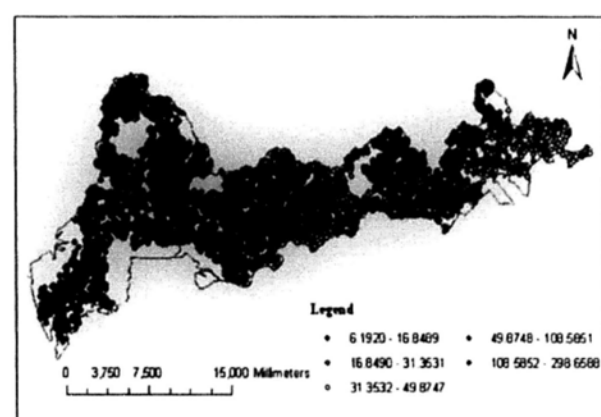 N
Legend
6.1920 - 16.8489
49.8748 - 108.5851
16.8490 - 31.3531
108.5852 - 298.6588
31.3532 - 49.8747
0 3,750 7,500 15,000 Millimeters